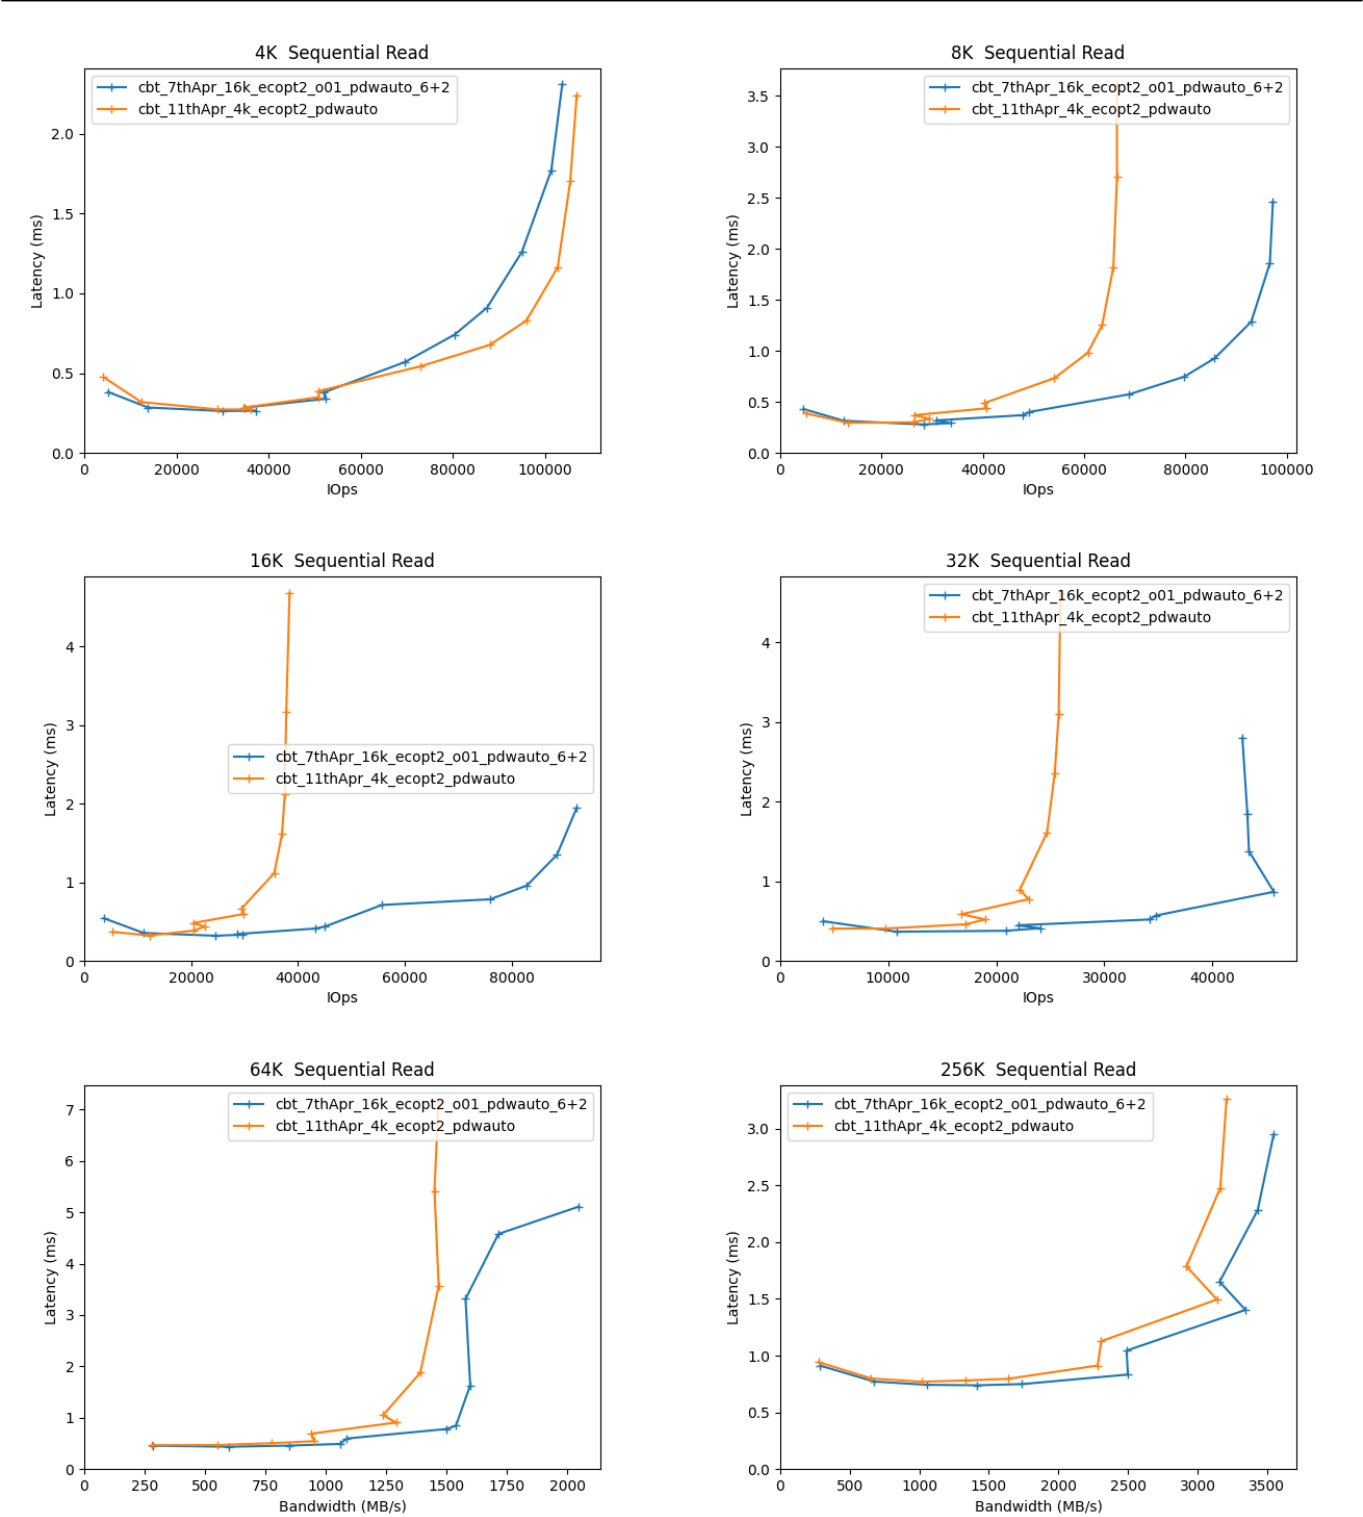 4K  Sequential Read
cbt_7thApr_16k_ecopt2_o01_pdwauto_6+2
cbt_11thApr_4k_ecopt2_pdwauto
Latency (ms)
2.0
1.5
1.0
0.5
0.0
0 20000 40000 60000 80000 100000
IOps
8K  Sequential Read
cbt_7thApr_16k_ecopt2_o01_pdwauto_6+2
cbt_11thApr_4k_ecopt2_pdwauto
Latency (ms)
3.5
3.0
2.5
2.0
1.5
1.0
0.5
0.0
0 20000 40000 60000 80000 100000
IOps
16K  Sequential Read
cbt_7thApr_16k_ecopt2_o01_pdwauto_6+2
cbt_11thApr_4k_ecopt2_pdwauto
Latency (ms)
4
3
2
1
0
0 20000 40000 60000 80000
IOps
32K  Sequential Read
cbt_7thApr_16k_ecopt2_o01_pdwauto_6+2
cbt_11thApr_4k_ecopt2_pdwauto
Latency (ms)
4
3
2
1
0
0 10000 20000 30000 40000
IOps
64K  Sequential Read
cbt_7thApr_16k_ecopt2_o01_pdwauto_6+2
cbt_11thApr_4k_ecopt2_pdwauto
Latency (ms)
7
6
5
4
3
2
1
0
0 250 500 750 1000 1250 1500 1750 2000
Bandwidth (MB/s)
256K  Sequential Read
cbt_7thApr_16k_ecopt2_o01_pdwauto_6+2
cbt_11thApr_4k_ecopt2_pdwauto
Latency (ms)
3.0
2.5
2.0
1.5
1.0
0.5
0.0
0 500 1000 1500 2000 2500 3000 3500
Bandwidth (MB/s)